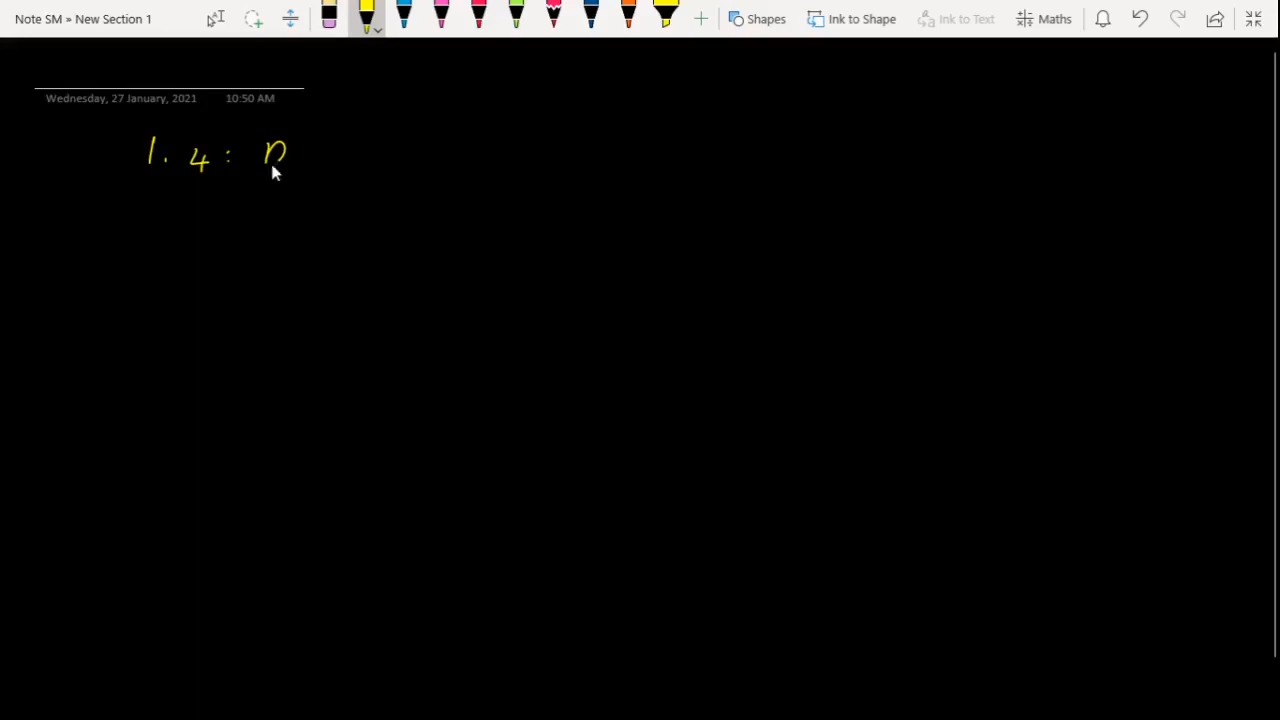 Note SM » New Section 1 Shapes Ink to Shape Ink to Text Maths
Wednesday, 27 January, 2021 10:50 AM
1. 4 : n